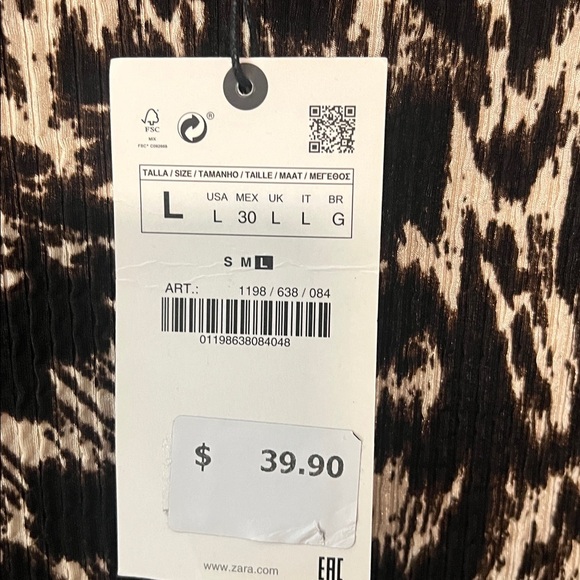 FSC
MIX
®
TALLA / SIZE / TAMANHO / TAILLE / MAAT / ΜΕΓΕΘΟΣ
L
USA MEX UK IT BR
L 30 L L G
S M L
ART.: 1198 / 638 / 084
01198638084048
$ 39.90
www.zara.com
EAC